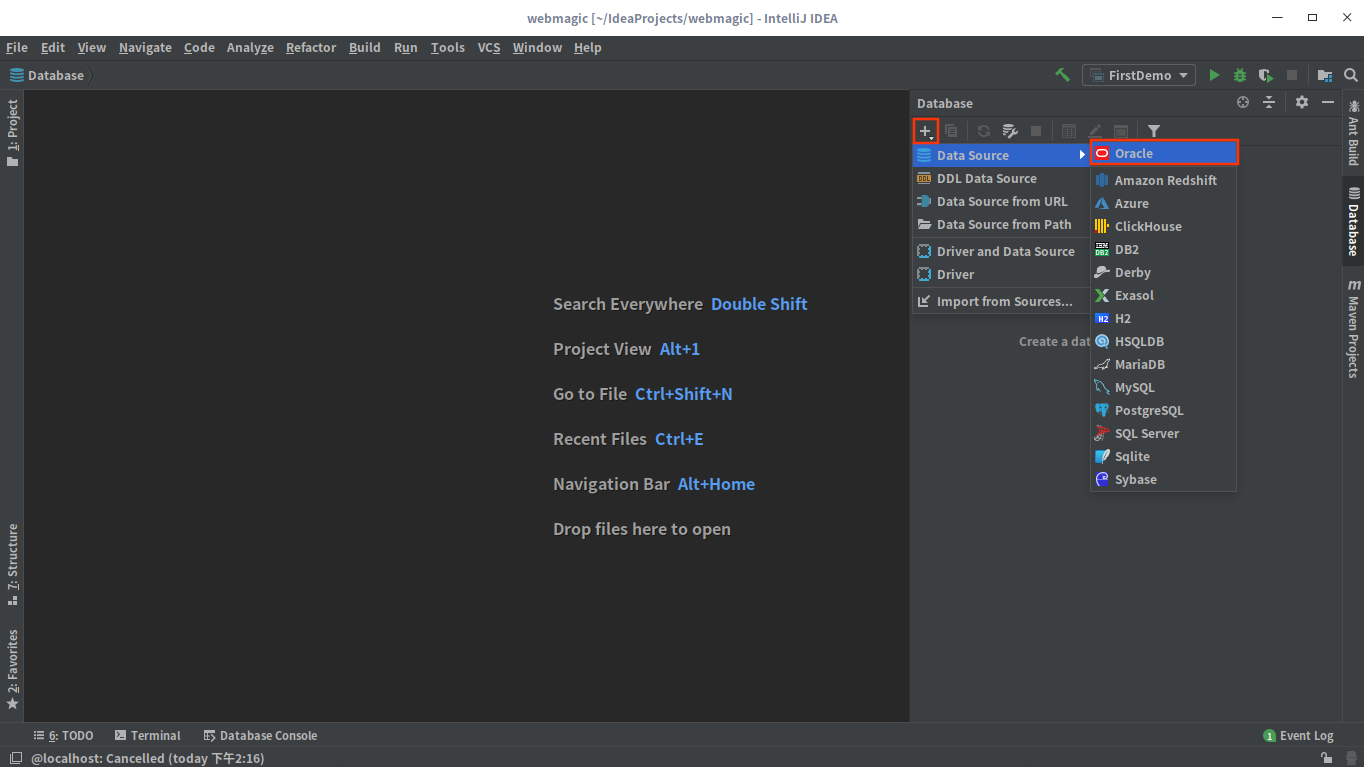 webmagic [~/IdeaProjects/webmagic] - IntelliJ IDEA
File Edit View Navigate Code Analyze Refactor Build Run Tools VCS Window Help
Database
FirstDemo
1: Project
7: Structure
2: Favorites
Search Everywhere Double Shift
Project View Alt+1
Go to File Ctrl+Shift+N
Recent Files Ctrl+E
Navigation Bar Alt+Home
Drop files here to open
Database
Data Source
DDL Data Source
DDL
Data Source from URL
Data Source from Path
Driver and Data Source
Driver
Import from Sources...
Create a dat
Oracle
Amazon Redshift
Azure
ClickHouse
IBM
DB2
DB2
Derby
Exasol
H2
H2
HSQLDB
MariaDB
MySQL
PostgreSQL
SQL Server
Sqlite
Sybase
Ant Build
Database
m
Maven Projects
6: TODO
Terminal
Database Console
1 Event Log
@localhost: Cancelled (today 下午2:16)